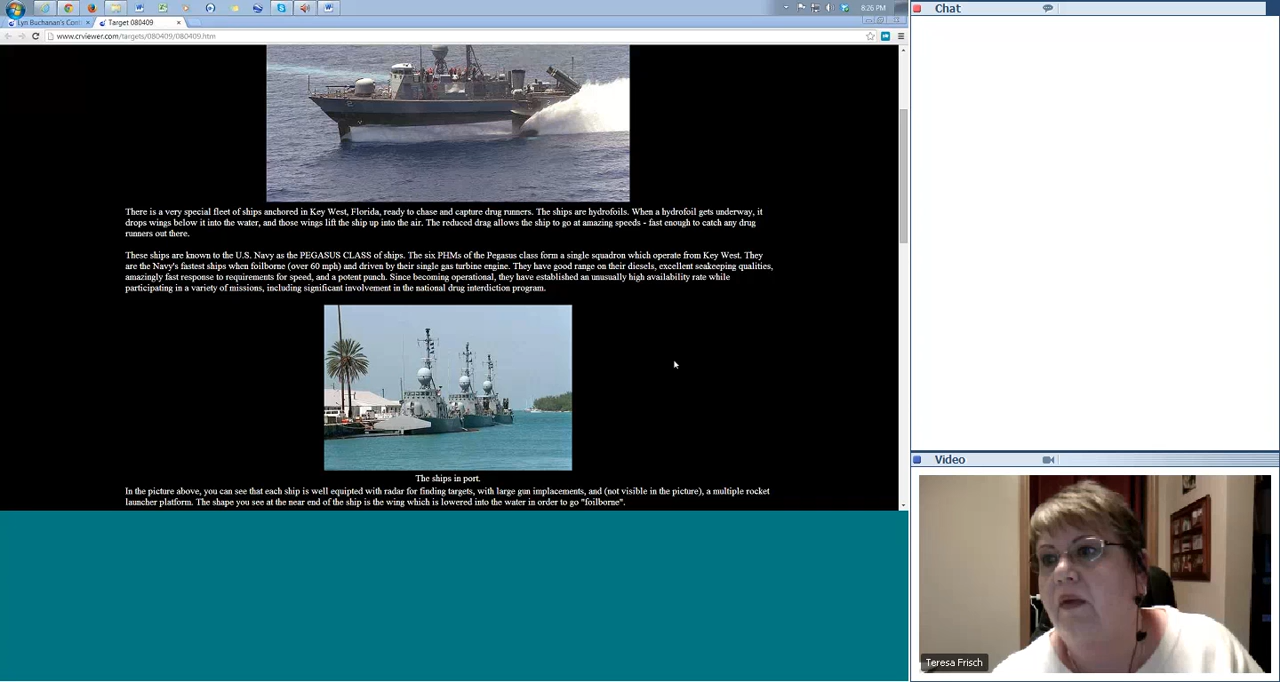 8:26 PM
Lyn Buchanan's Cont
Target 080409
www.crviewer.com/targets/080409/080409.htm
There is a very special fleet of ships anchored in Key West, Florida, ready to chase and capture drug runners. The ships are hydrofoils. When a hydrofoil gets underway, it
drops wings below it into the water, and those wings lift the ship up into the air. The reduced drag allows the ship to go at amazing speeds - fast enough to catch any drug
runners out there.
These ships are known to the U.S. Navy as the PEGASUS CLASS of ships. The six PHMs of the Pegasus class form a single squadron which operate from Key West. They
are the Navy's fastest ships when foilborne (over 60 mph) and driven by their single gas turbine engine. They have good range on their diesels, excellent seakeeping qualities,
amazingly fast response to requirements for speed, and a potent punch. Since becoming operational, they have established an unusually high availability rate while
participating in a variety of missions, including significant involvement in the national drug interdiction program.
The ships in port.
In the picture above, you can see that each ship is well equipted with radar for finding targets, with large gun implacements, and (not visible in the picture), a multiple rocket
launcher platform. The shape you see at the near end of the ship is the wing which is lowered into the water in order to go "foilborne".
Chat
Video
Teresa Frisch